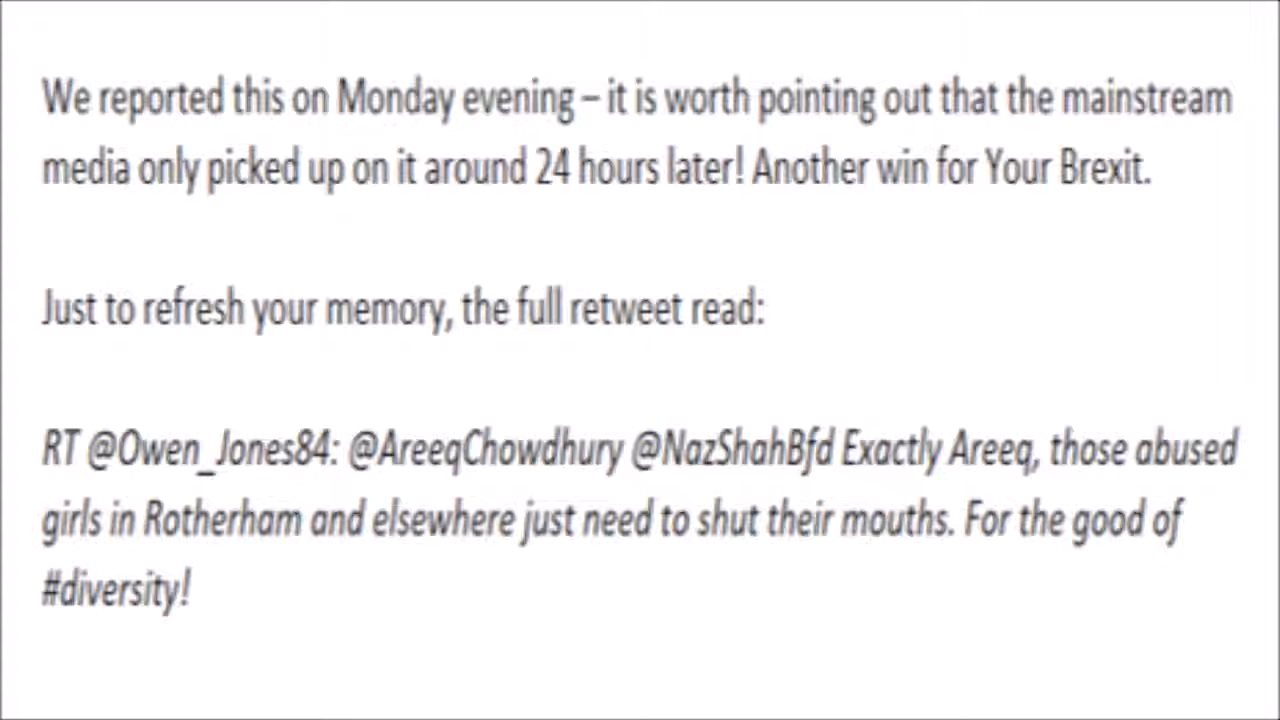 We reported this on Monday evening – it is worth pointing out that the mainstream
media only picked up on it around 24 hours later! Another win for Your Brexit.
Just to refresh your memory, the full retweet read:
RT @Owen_Jones84: @AreeqChowdhury @NazShahBfd Exactly Areeq, those abused
girls in Rotherham and elsewhere just need to shut their mouths. For the good of
#diversity!